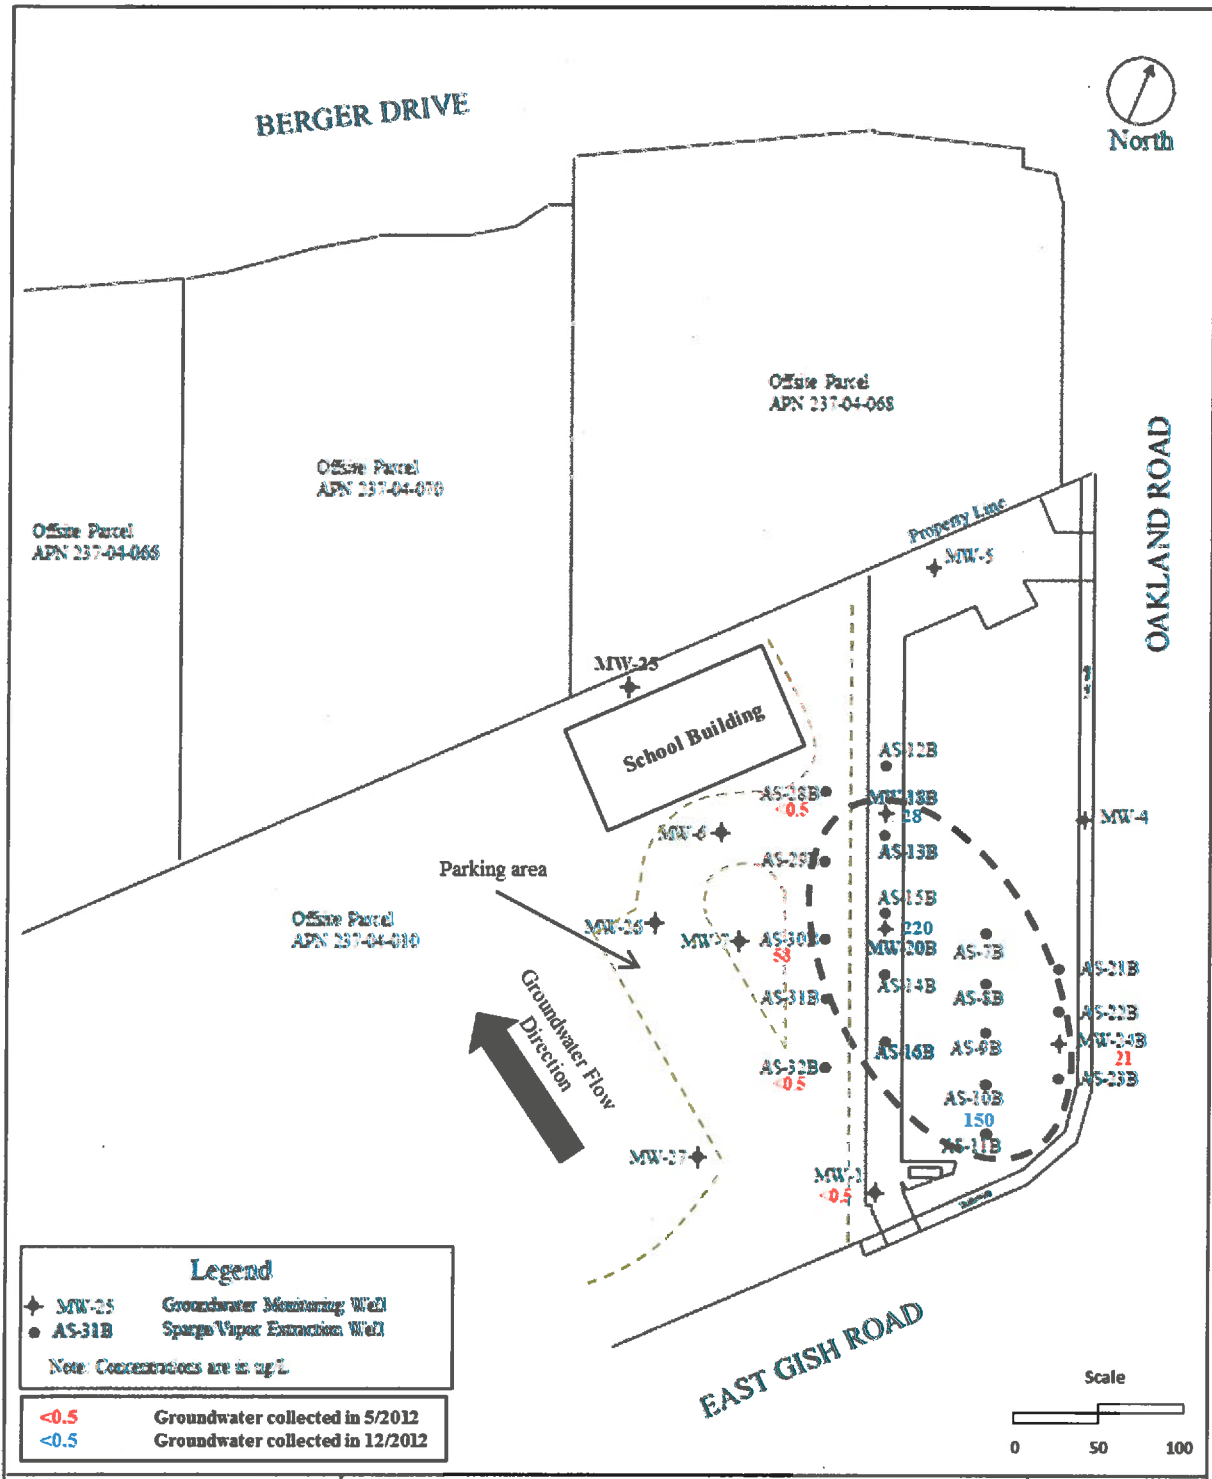 BERGER DRIVE
North
Offsite Parcel
APN 237-04-068
Offsite Parcel
APN 237-04-070
Offsite Parcel
APN 237-04-066
OAKLAND ROAD
Property Line
MW-5
MW-25
School Building
AS-12B
AS-28B
<0.5
MW-18B
28
MW-4
MW-6
AS-13B
AS-29B
Parking area
AS-15B
Offsite Parcel
APN 237-04-010
MW-26
MW-7
AS-30B
58
220
MW-20B
AS-7B
AS-21B
AS-14B
AS-8B
AS-31B
AS-22B
Groundwater Flow
Direction
AS-16B
AS-9B
MW-24B
21
AS-32B
<0.5
AS-23B
AS-10B
150
AS-11B
MW-27
MW-1
<0.5
Legend
MW-25 Groundwater Monitoring Well
AS-31B Sparge/Vapor Extraction Well
Note: Concentrations are in ug/L
<0.5 Groundwater collected in 5/2012
<0.5 Groundwater collected in 12/2012
EAST GISH ROAD
Scale
0 50 100